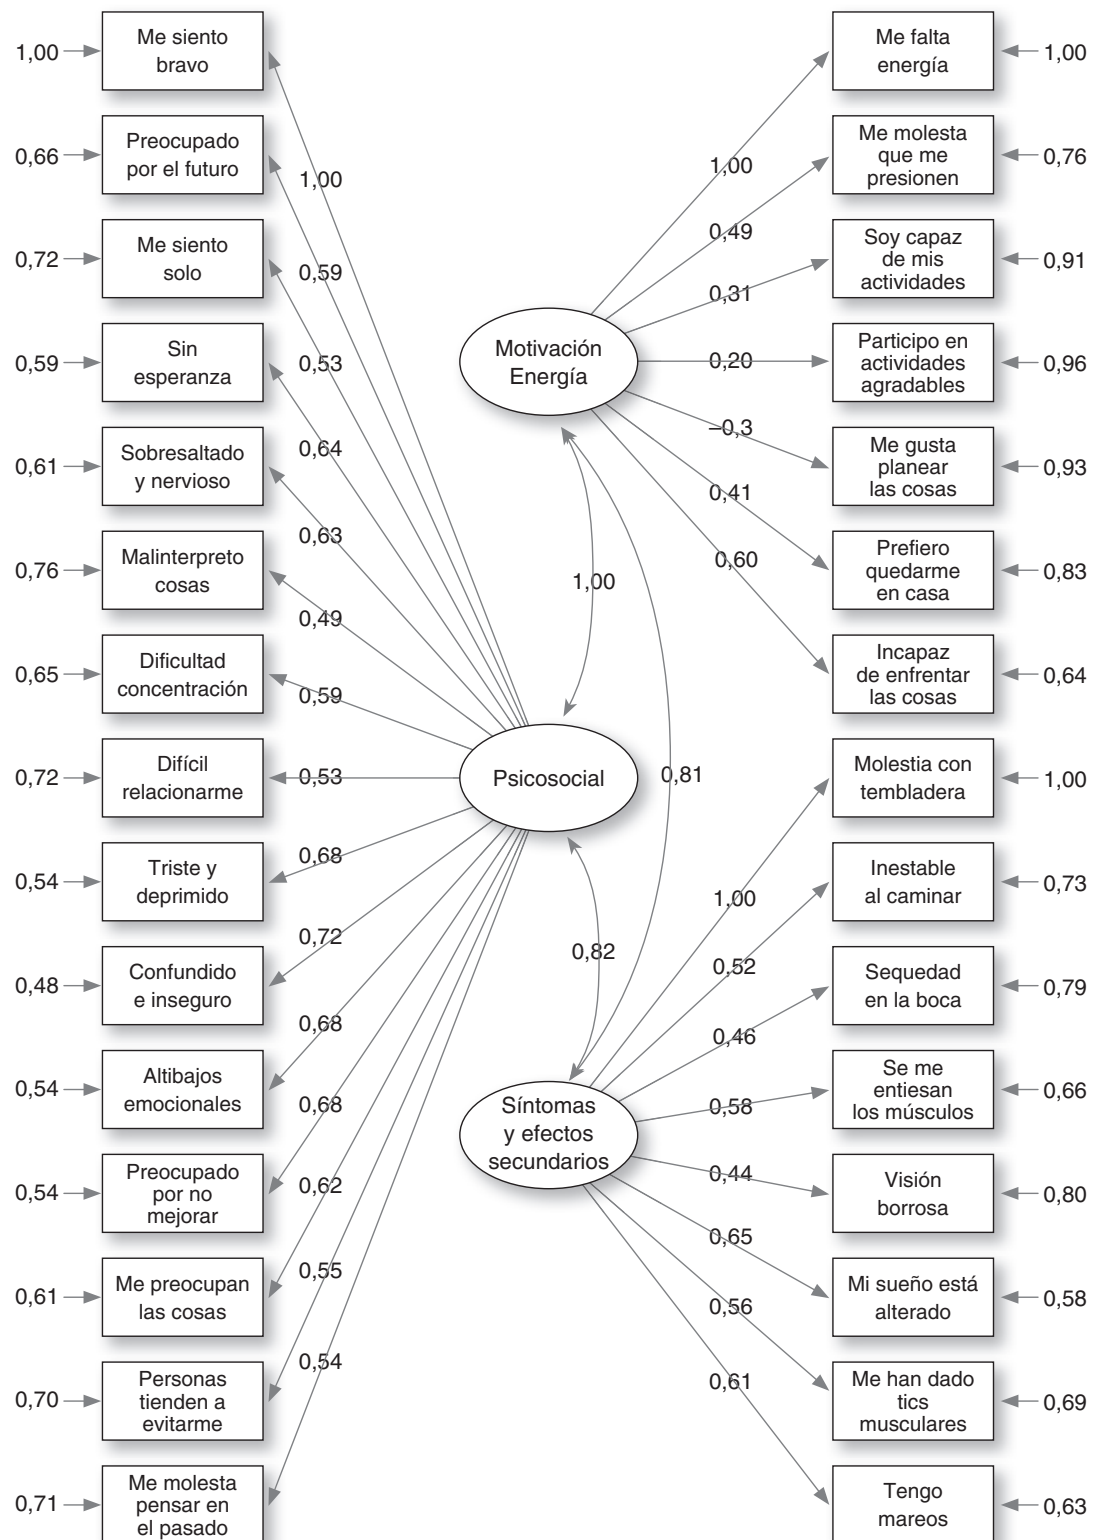 1,00
Me siento
bravo
0,66
Preocupado
por el futuro
0,72
Me siento
solo
0,59
Sin
esperanza
0,61
Sobresaltado
y nervioso
0,76
Malinterpreto
cosas
0,65
Dificultad
concentración
0,72
Difícil
relacionarme
0,54
Triste y
deprimido
0,48
Confundido
e inseguro
0,54
Altibajos
emocionales
0,54
Preocupado
por no
mejorar
0,61
Me preocupan
las cosas
0,70
Personas
tienden a
evitarme
0,71
Me molesta
pensar en
el pasado
1,00
0,59
0,53
0,64
0,63
0,49
0,59
0,53
0,68
0,72
0,68
0,68
0,62
0,55
0,54
Motivación
Energía
1,00
Psicosocial
0,81
0,82
Síntomas
y efectos
secundarios
1,00
0,49
0,31
0,20
–0,3
0,41
0,60
1,00
0,52
0,46
0,58
0,44
0,65
0,56
0,61
Me falta
energía
1,00
Me molesta
que me
presionen
0,76
Soy capaz
de mis
actividades
0,91
Participo en
actividades
agradables
0,96
Me gusta
planear
las cosas
0,93
Prefiero
quedarme
en casa
0,83
Incapaz
de enfrentar
las cosas
0,64
Molestia con
tembladera
1,00
Inestable
al caminar
0,73
Sequedad
en la boca
0,79
Se me
entiesan
los músculos
0,66
Visión
borrosa
0,80
Mi sueño está
alterado
0,58
Me han dado
tics
musculares
0,69
Tengo
mareos
0,63